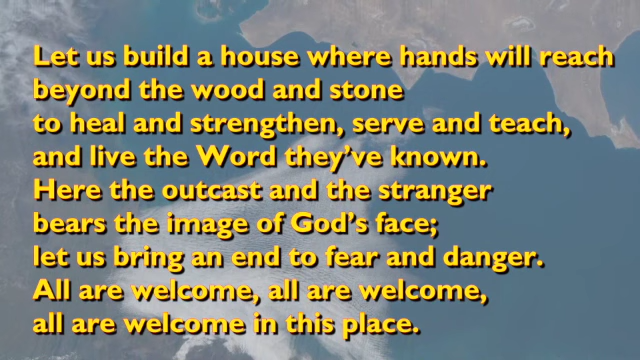 Let us build a house where hands will reach
beyond the wood and stone
to heal and strengthen, serve and teach,
and live the Word they've known.
Here the outcast and the stranger
bears the image of God's face;
let us bring an end to fear and danger.
All are welcome, all are welcome,
all are welcome in this place.